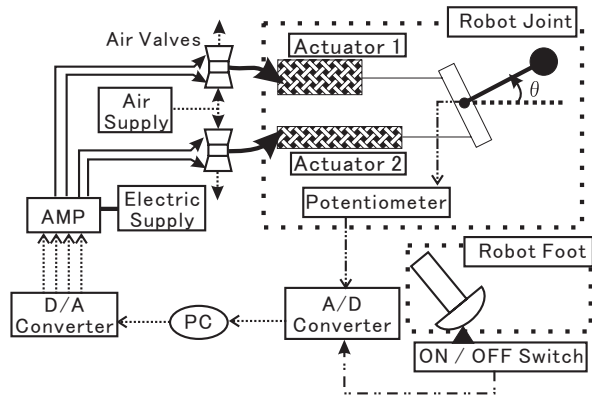 Robot Joint
Air Valves
Actuator 1
θ
Air
Supply
Actuator 2
Electric
Supply
AMP
Potentiometer
Robot Foot
D/A
Converter
PC
A/D
Converter
ON / OFF Switch